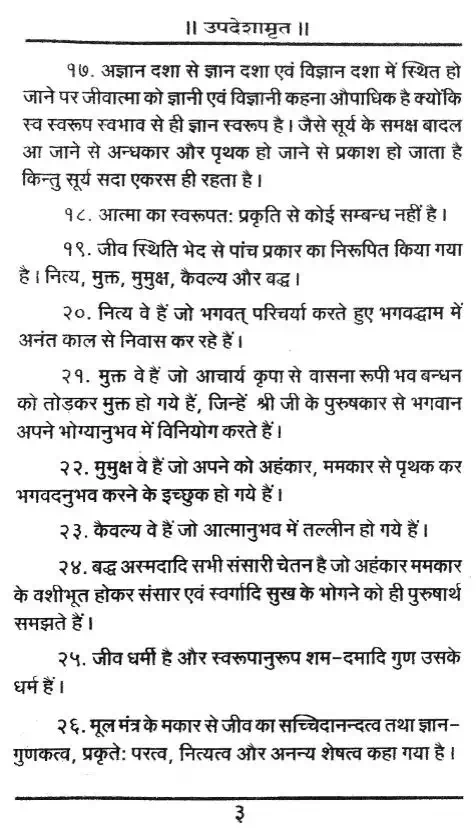 ।। उपदेशामृत ।।
१७. अज्ञान दशा से ज्ञान दशा एवं विज्ञान दशा में स्थित हो
जाने पर जीवात्मा को ज्ञानी एवं विज्ञानी कहना औपाधिक है क्योंकि
स्व स्वरूप स्वभाव से ही ज्ञान स्वरूप है। जैसे सूर्य के समक्ष बादल
आ जाने से अन्धकार और पृथक हो जाने से प्रकाश हो जाता है
किन्तु सूर्य सदा एकरस ही रहता है।
१८. आत्मा का स्वरूपतः प्रकृति से कोई सम्बन्ध नहीं है।
१९. जीव स्थिति भेद से पांच प्रकार का निरूपित किया गया
है। नित्य, मुक्त, मुमुक्ष, कैवल्य और बद्ध।
२०. नित्य वे हैं जो भगवत् परिचर्या करते हुए भगवद्धाम में
अनंत काल से निवास कर रहे हैं।
२१. मुक्त वे हैं जो आचार्य कृपा से वासना रूपी भव बन्धन
को तोड़कर मुक्त हो गये हैं, जिन्हें श्री जी के पुरुषकार से भगवान
अपने भोग्यानुभव में विनियोग करते हैं।
२२. मुमुक्ष वे हैं जो अपने को अहंकार, ममकार से पृथक कर
भगवदनुभव करने के इच्छुक हो गये हैं।
२३. कैवल्य वे हैं जो आत्मानुभव में तल्लीन हो गये हैं।
२४. बद्ध अस्मदादि सभी संसारी चेतन है जो अहंकार ममकार
के वशीभूत होकर संसार एवं स्वर्गादि सुख के भोगने को ही पुरुषार्थ
समझते हैं।
२५. जीव धर्मी है और स्वरूपानुरूप शम-दमादि गुण उसके
धर्म हैं।
२६. मूल मंत्र के मकार से जीव का सच्चिदानन्दत्व तथा ज्ञान-
गुणकत्व, प्रकृतेः परत्व, नित्यत्व और अनन्य शेषत्व कहा गया है।
३